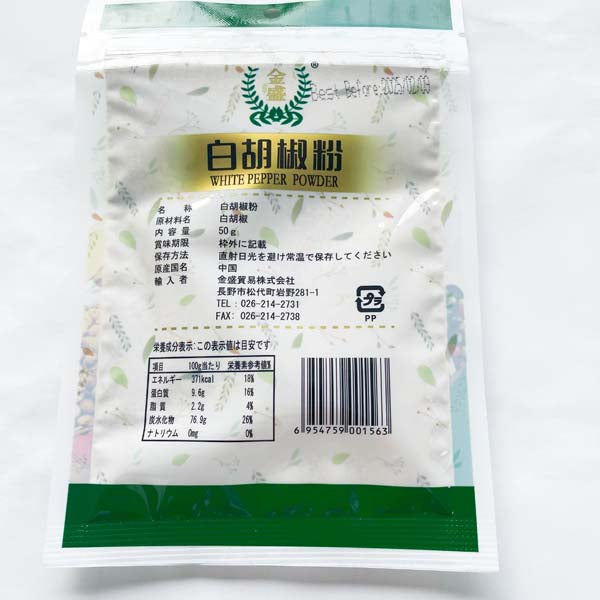 金盛
®
Best Before:2025/02/09
白胡椒粉
WHITE PEPPER POWDER
名 称 白胡椒粉
原材料名 白胡椒
内 容 量 50g
賞味期限 枠外に記載
保存方法 直射日光を避け常温で保存してください
原産国名 中国
輸 入 者 金盛貿易株式会社
長野市松代町岩野281-1
TEL : 026-214-2731
FAX: 026-214-2738
プラ
PP
栄養成分表示:この表示値は目安です
項目 100g当たり 栄養素参考値%
エネルギー 371kcal 18%
蛋白質 9.6g 16%
脂 質 2.2g 4%
炭水化物 76.9g 26%
ナトリウム 0mg 0%
6 954759 001563